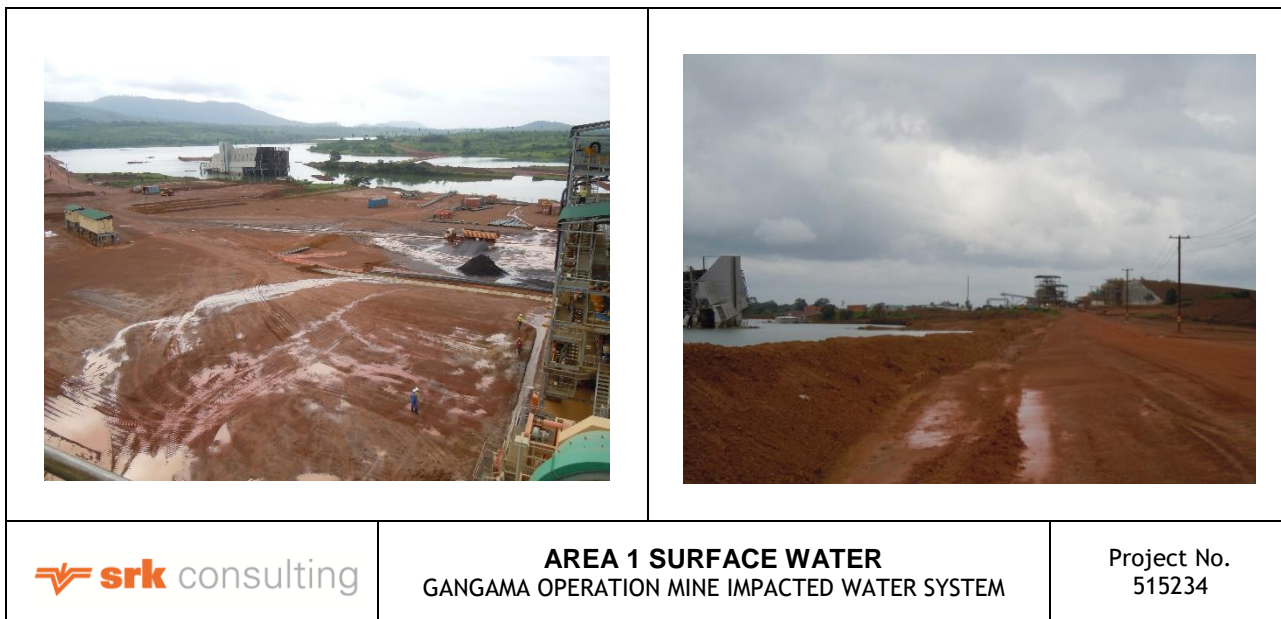 srk consulting
AREA 1 SURFACE WATER
GANGAMA OPERATION MINE IMPACTED WATER SYSTEM
Project No.
515234